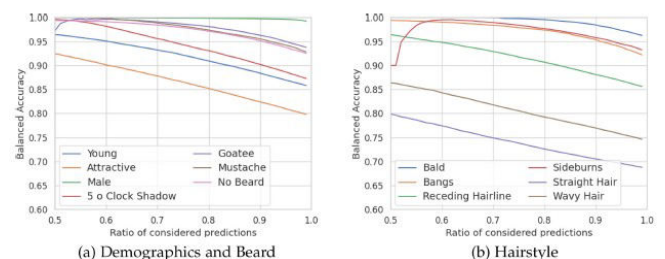 1.00
0.95
0.90
0.85
0.80
0.75
0.70
0.65
0.60
Balanced Accuracy
Young
Attractive
Male
5 o Clock Shadow
Goatee
Mustache
No Beard
0.5 0.6 0.7 0.8 0.9 1.0
Ratio of considered predictions
(a) Demographics and Beard
1.00
0.95
0.90
0.85
0.80
0.75
0.70
0.65
0.60
Balanced Accuracy
Bald
Bangs
Receding Hairline
Sideburns
Straight Hair
Wavy Hair
0.5 0.6 0.7 0.8 0.9 1.0
Ratio of considered predictions
(b) Hairstyle